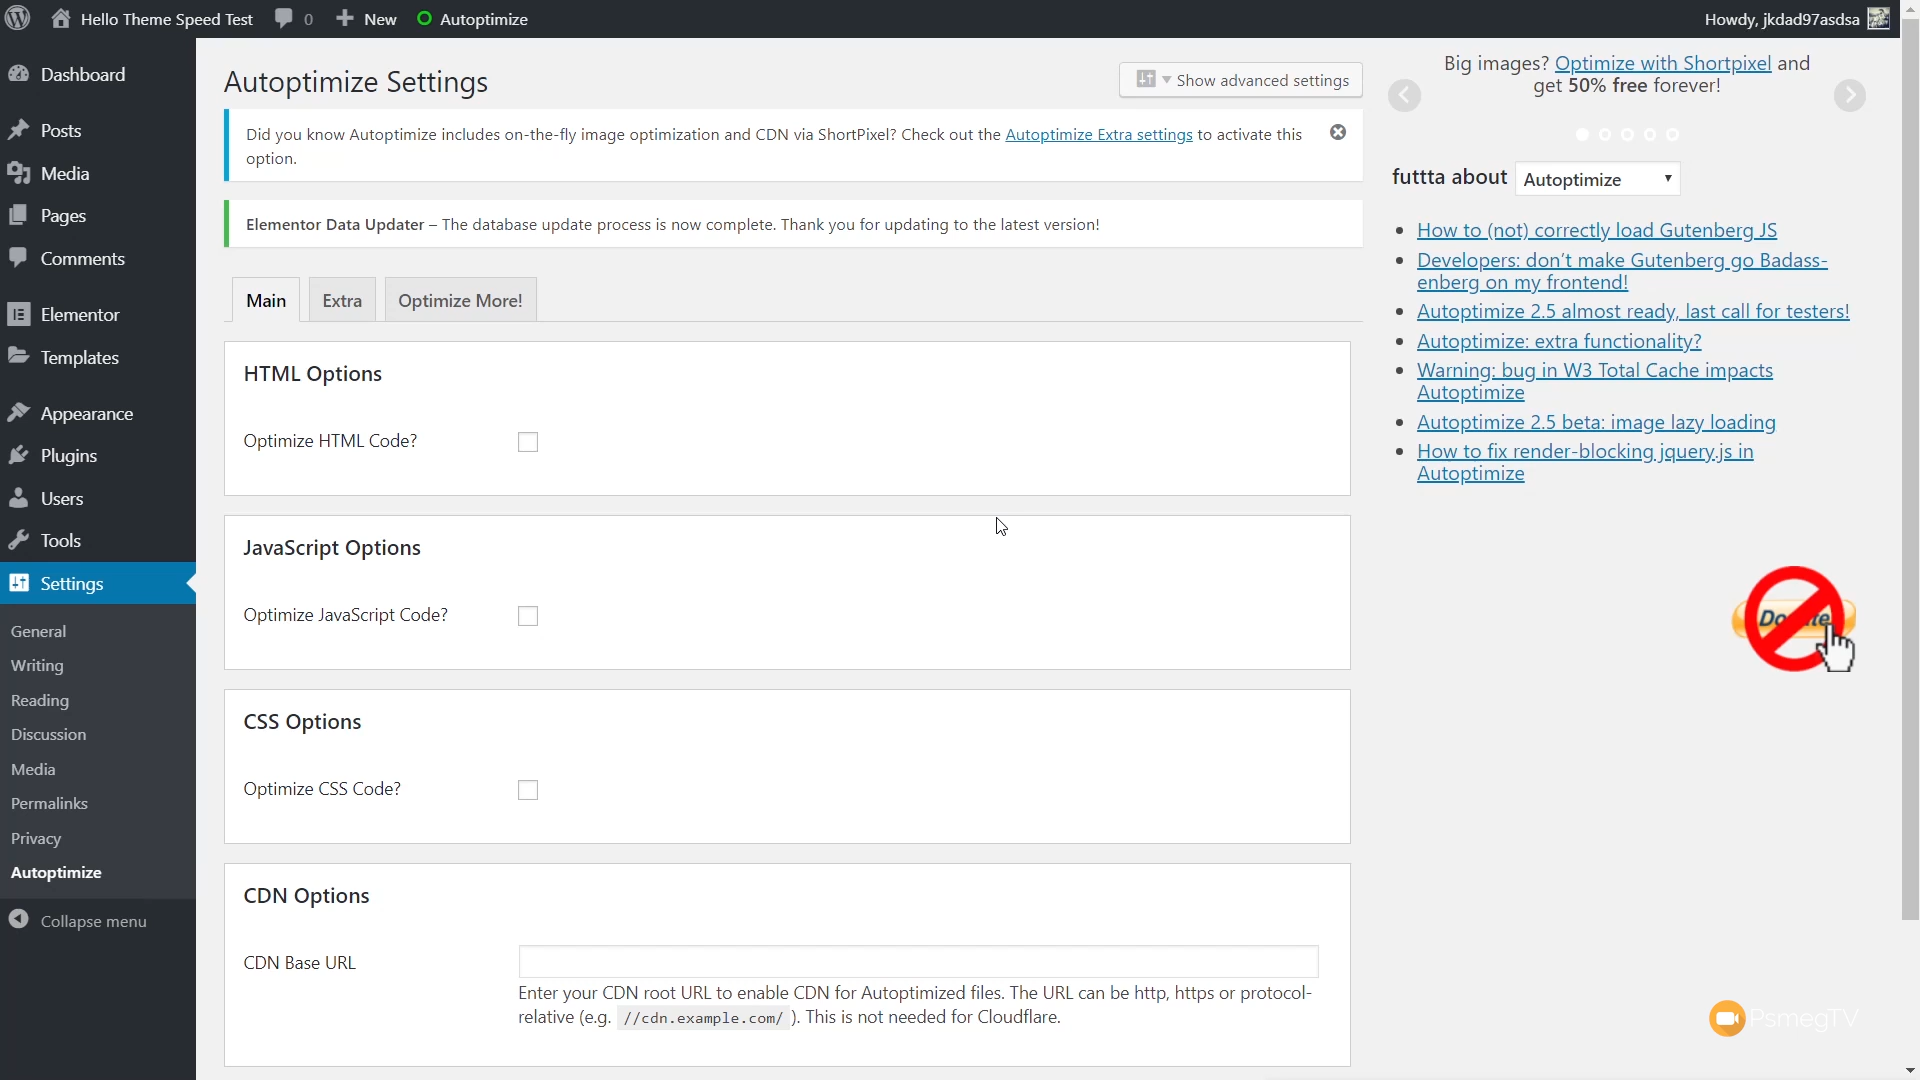 Hello Theme Speed Test
0
New
Autoptimize
Howdy, jkdad97asdsa
Dashboard
Posts
Media
Pages
Comments
Elementor
Templates
Appearance
Plugins
Users
Tools
Settings
General
Writing
Reading
Discussion
Media
Permalinks
Privacy
Autoptimize
Collapse menu
Autoptimize Settings
Show advanced settings
Did you know Autoptimize includes on-the-fly image optimization and CDN via ShortPixel? Check out the Autoptimize Extra settings to activate this
option.
Elementor Data Updater – The database update process is now complete. Thank you for updating to the latest version!
Main
Extra
Optimize More!
HTML Options
Optimize HTML Code?
JavaScript Options
Optimize JavaScript Code?
CSS Options
Optimize CSS Code?
CDN Options
CDN Base URL
Enter your CDN root URL to enable CDN for Autoptimized files. The URL can be http, https or protocol-
relative (e.g. //cdn.example.com/ ). This is not needed for Cloudflare.
Big images? Optimize with Shortpixel and
get 50% free forever!
futtta about
Autoptimize
How to (not) correctly load Gutenberg JS
Developers: don't make Gutenberg go Badass-
enberg on my frontend!
Autoptimize 2.5 almost ready, last call for testers!
Autoptimize: extra functionality?
Warning: bug in W3 Total Cache impacts
Autoptimize
Autoptimize 2.5 beta: image lazy loading
How to fix render-blocking jquery.js in
Autoptimize
Donate
PsmegTV